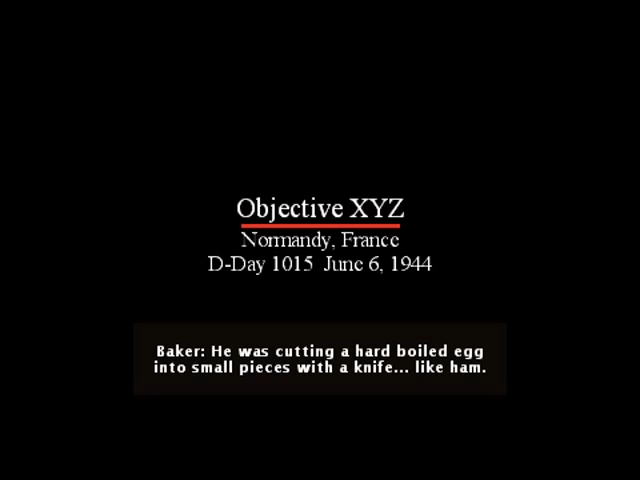 Objective XYZ
Normandy, France
D-Day 1015  June 6, 1944
Baker: He was cutting a hard boiled egg
into small pieces with a knife... like ham.